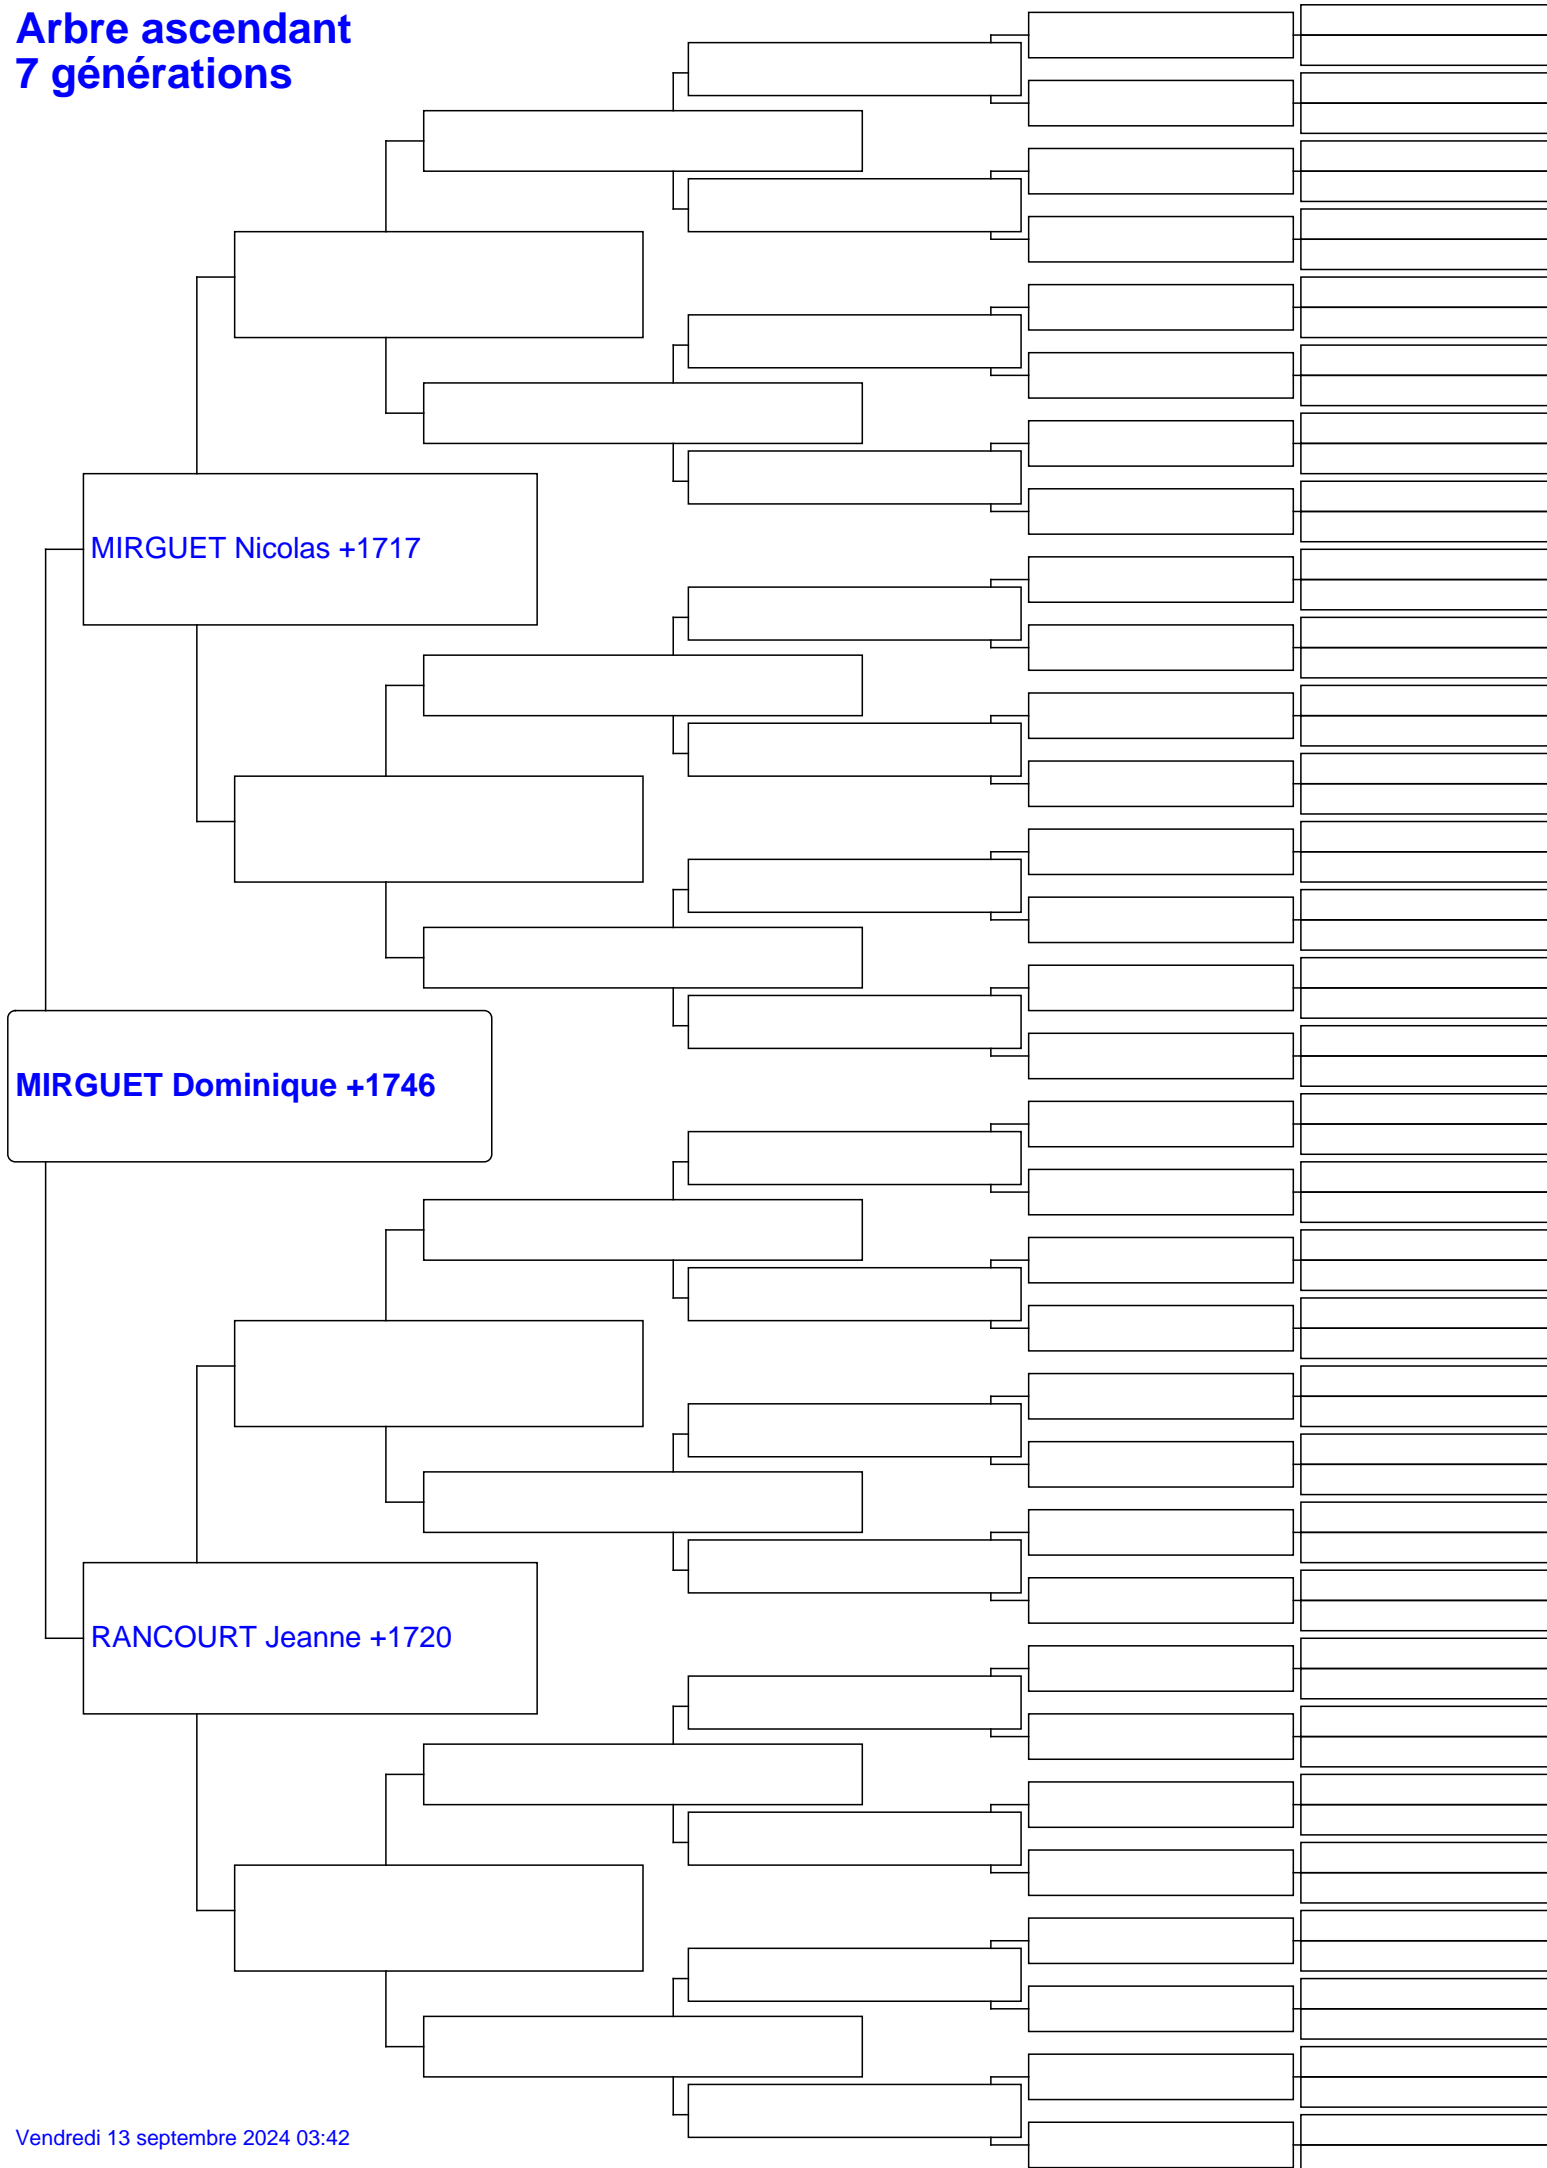 Arbre ascendant
7 générations
MIRGUET Nicolas +1717
MIRGUET Dominique +1746
RANCOURT Jeanne +1720
Vendredi 13 septembre 2024 03:42